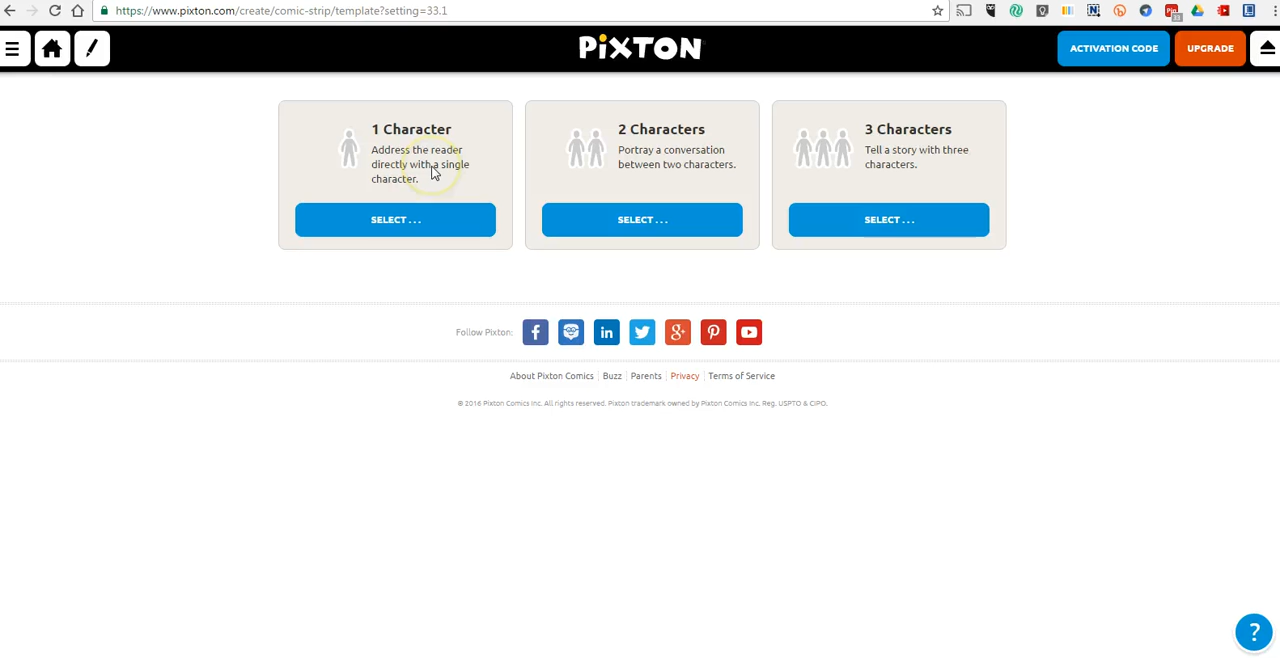 https://www.pixton.com/create/comic-strip/template?setting=33.1
PiXTON
ACTIVATION CODE
UPGRADE
1 Character
Address the reader
directly with a single
character.
SELECT . . .
2 Characters
Portray a conversation
between two characters.
SELECT . . .
3 Characters
Tell a story with three
characters.
SELECT . . .
Follow Pixton:
About Pixton Comics | Buzz | Parents | Privacy | Terms of Service
© 2016 Pixton Comics Inc. All rights reserved. Pixton trademark owned by Pixton Comics Inc. Reg. USPTO & CIPO.
?